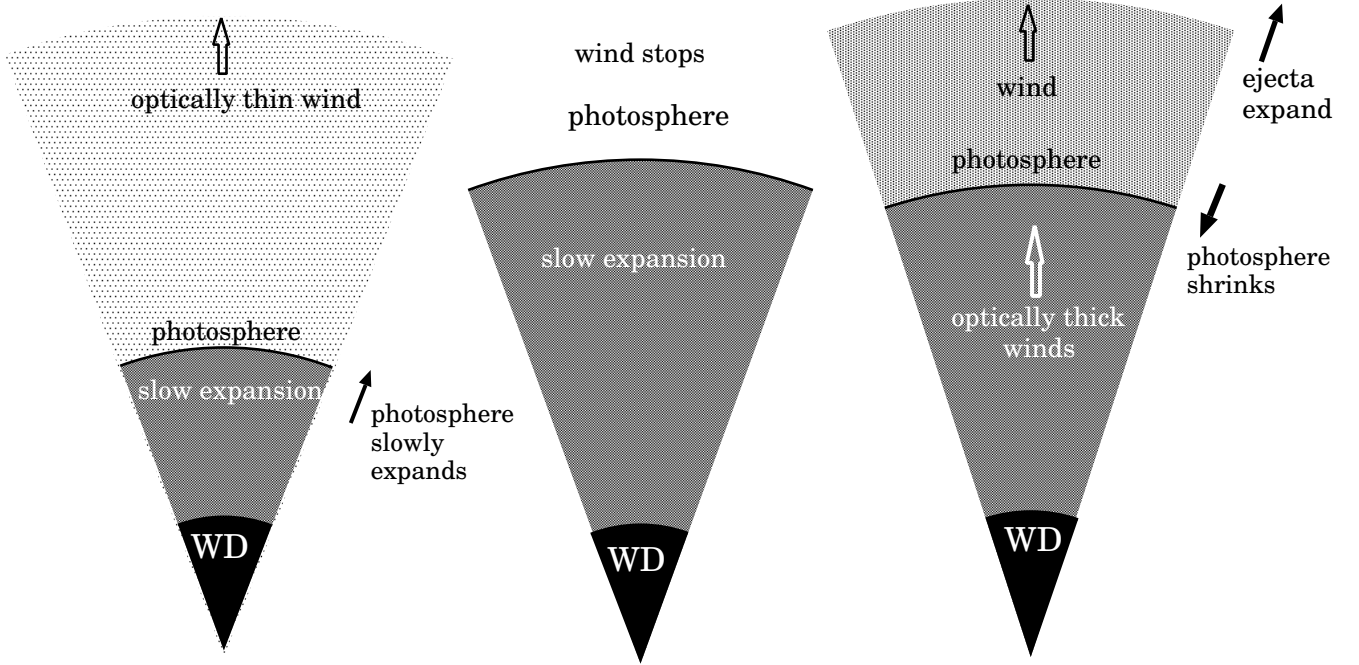 optically thin wind
photosphere
slow expansion
photosphere
slowly
expands
WD
wind stops
photosphere
slow expansion
WD
wind
ejecta
expand
photosphere
photosphere
shrinks
optically thick
winds
WD